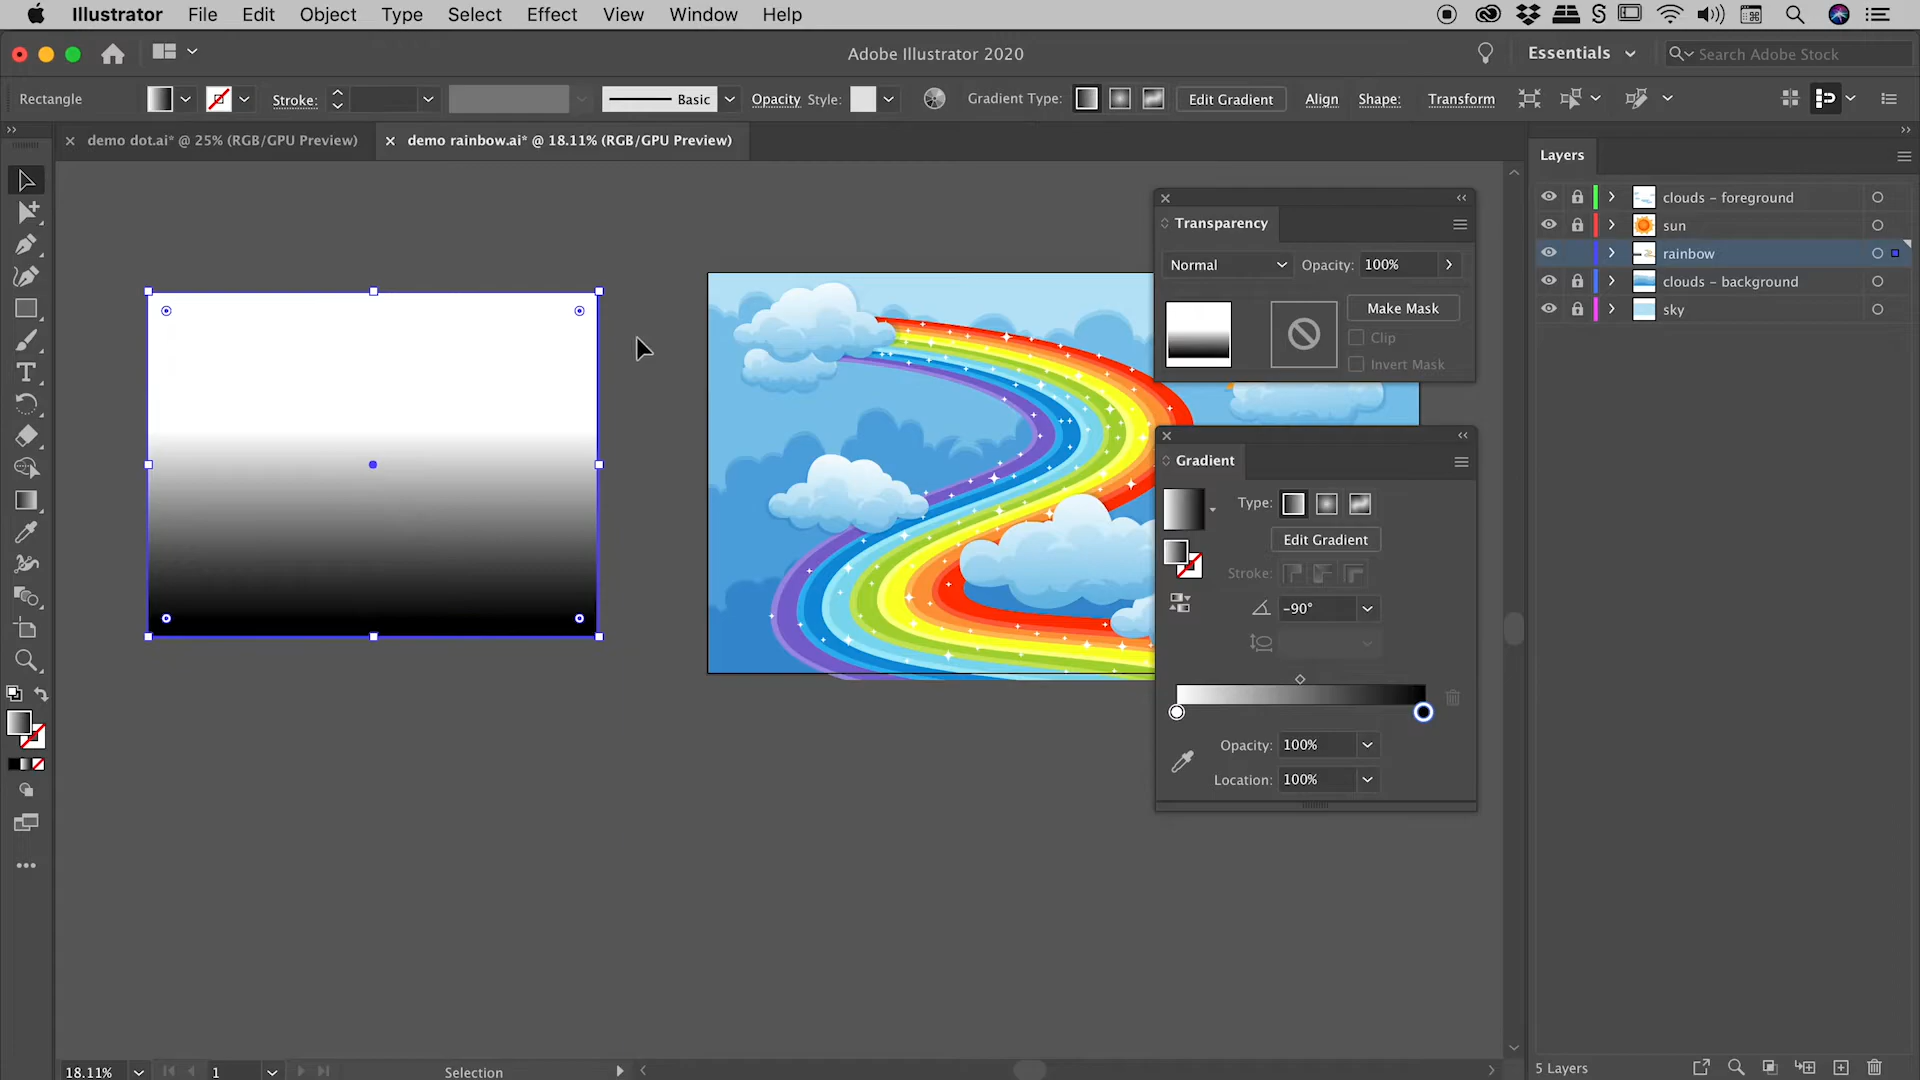 Illustrator File Edit Object Type Select Effect View Window Help
Adobe Illustrator 2020
Essentials
Search Adobe Stock
Rectangle
Stroke:
Basic
Opacity Style:
Gradient Type:
Edit Gradient
Align
Shape:
Transform
demo dot.ai* @ 25% (RGB/GPU Preview)
demo rainbow.ai* @ 18.11% (RGB/GPU Preview)
Layers
clouds - foreground
sun
rainbow
clouds - background
sky
Transparency
Normal
Opacity: 100%
Make Mask
Clip
Invert Mask
Gradient
Type:
Edit Gradient
Stroke:
-90°
Opacity: 100%
Location: 100%
18.11%
1
Selection
5 Layers